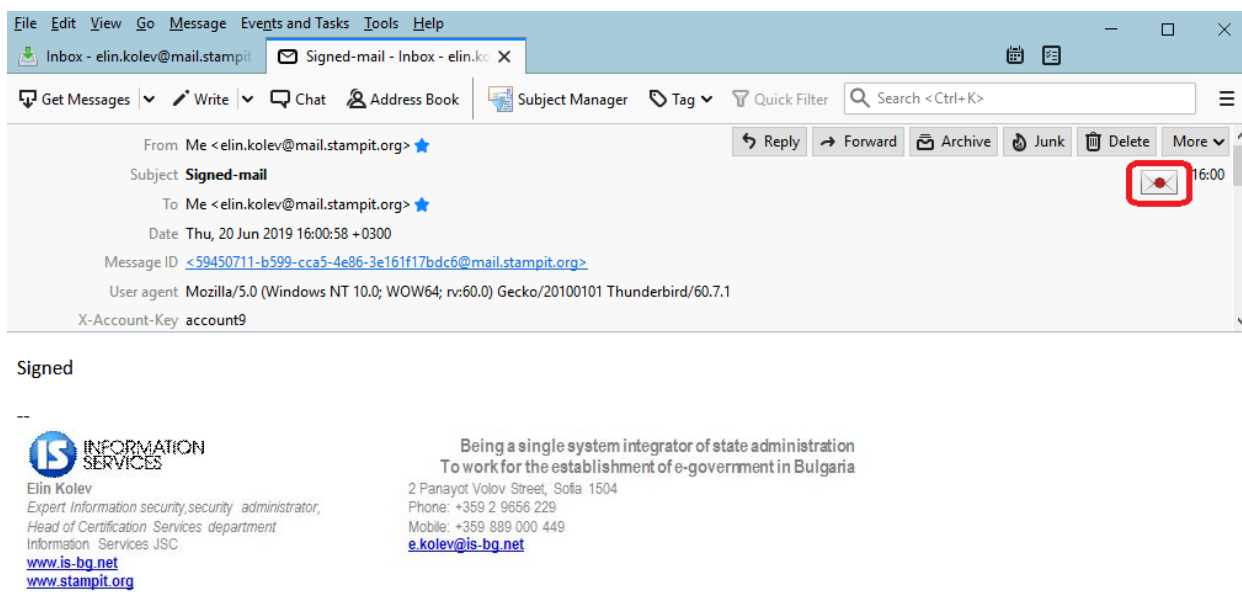 File Edit View Go Message Events and Tasks Tools Help
Inbox - elin.kolev@mail.stampit Signed-mail - Inbox - elin.kc
Get Messages Write Chat Address Book Subject Manager Tag Quick Filter Search <Ctrl+K>
From Me <elin.kolev@mail.stampit.org> Reply Forward Archive Junk Delete More
Subject Signed-mail 16:00
To Me <elin.kolev@mail.stampit.org>
Date Thu, 20 Jun 2019 16:00:58 +0300
Message ID <59450711-b599-cca5-4e86-3e161f17bdc6@mail.stampit.org>
User agent Mozilla/5.0 (Windows NT 10.0; WOW64; rv:60.0) Gecko/20100101 Thunderbird/60.7.1
X-Account-Key account9
Signed
--
IS INFORMATION
SERVICES
Elin Kolev
Expert Information security,security administrator,
Head of Certification Services department
Information Services JSC
www.is-bg.net
www.stampit.org
Being a single system integrator of state administration
To work for the establishment of e-government in Bulgaria
2 Panayot Volov Street, Sofia 1504
Phone: +359 2 9656 229
Mobile: +359 889 000 449
e.kolev@is-bg.net